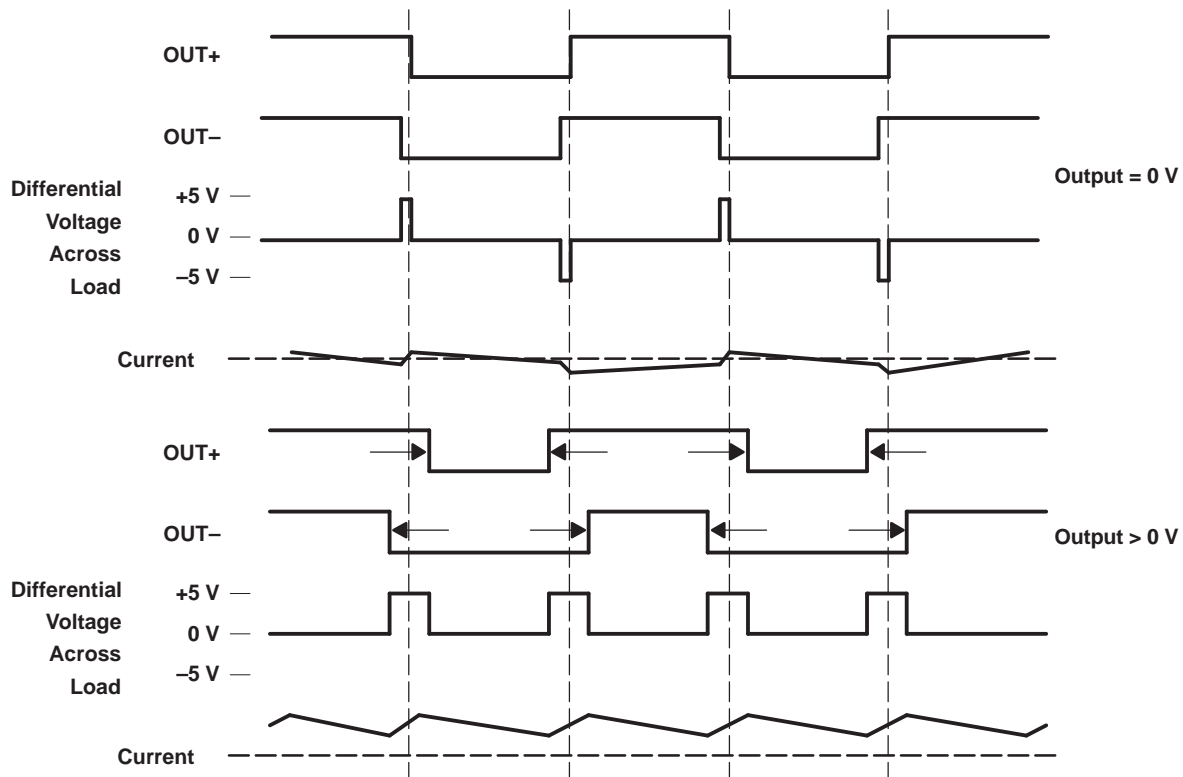 OUT+
OUT–
Output = 0 V
Differential
Voltage
Across
Load
+5 V
0 V
–5 V
Current
OUT+
OUT–
Output > 0 V
Differential
Voltage
Across
Load
+5 V
0 V
–5 V
Current